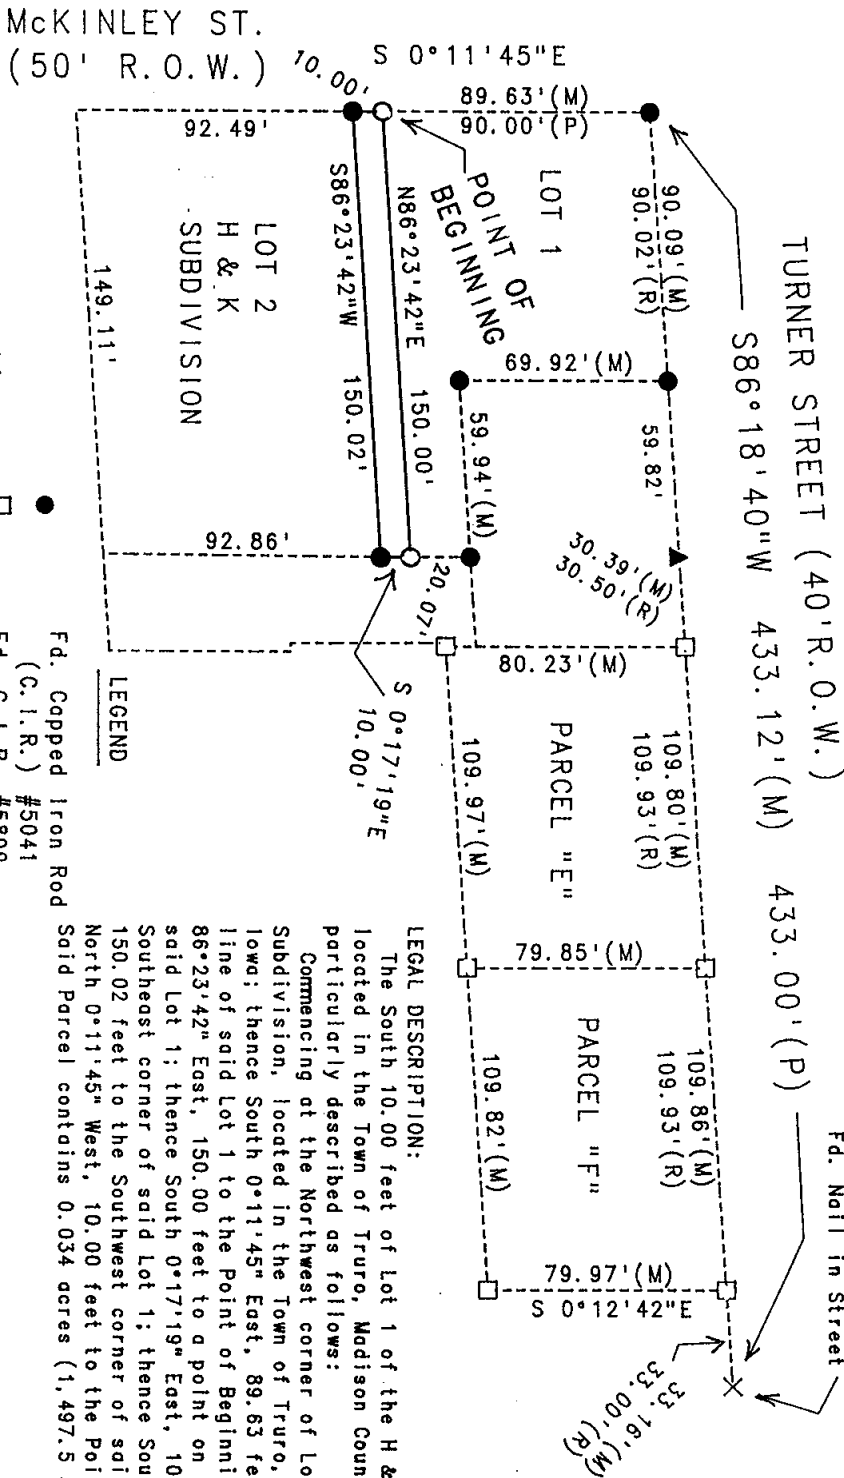 McKINLEY ST.
(50' R.O.W.)
10.00'
S 0°11'45"E
89.63'(M)
90.00'(P)
92.49'
LOT 1
POINT OF
BEGINNING
N86°23'42"E 150.00'
S86°23'42"W 150.02'
LOT 2
H & K
SUBDIVISION
149.11'
92.86'
TURNER STREET (40'R.O.W.)
S86°18'40"W 433.12'(M) 433.00'(P)
90.09'(M)
90.02'(R)
69.92'(M)
59.94'(M)
59.82'
30.39'(M)
30.50'(R)
20.07'
80.23'(M)
S 0°17'19"E
10.00'
PARCEL "E"
109.80'(M)
109.93'(R)
109.97'(M)
79.85'(M)
PARCEL "F"
109.86'(M)
109.93'(R)
109.82'(M)
79.97'(M)
S 0°12'42"E
33.16'(M)
33.00'(R)
Fd. Nail in Street
LEGEND
Fd. Capped Iron Rod
(C.I.R.) #5041
LEGAL DESCRIPTION:
The South 10.00 feet of Lot 1 of the H &
located in the Town of Truro, Madison Coun
particularly described as follows:
Commencing at the Northwest corner of Lo
Subdivision, located in the Town of Truro,
Iowa; thence South 0°11'45" East, 89.63 fe
line of said Lot 1 to the Point of Beginni
86°23'42" East, 150.00 feet to a point on
said Lot 1; thence South 0°17'19" East, 10
Southeast corner of said Lot 1; thence Sou
150.02 feet to the Southwest corner of sai
North 0°11'45" West, 10.00 feet to the Poi
Said Parcel contains 0.034 acres (1,497.5